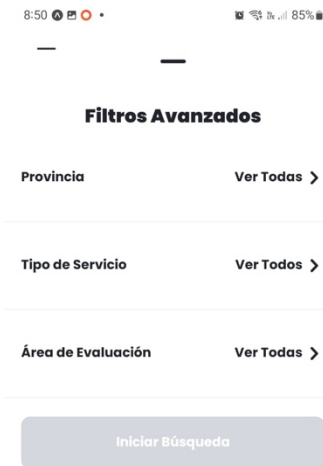 8:50 85%
Filtros Avanzados
Provincia Ver Todas
Tipo de Servicio Ver Todos
Área de Evaluación Ver Todas
Iniciar Búsqueda